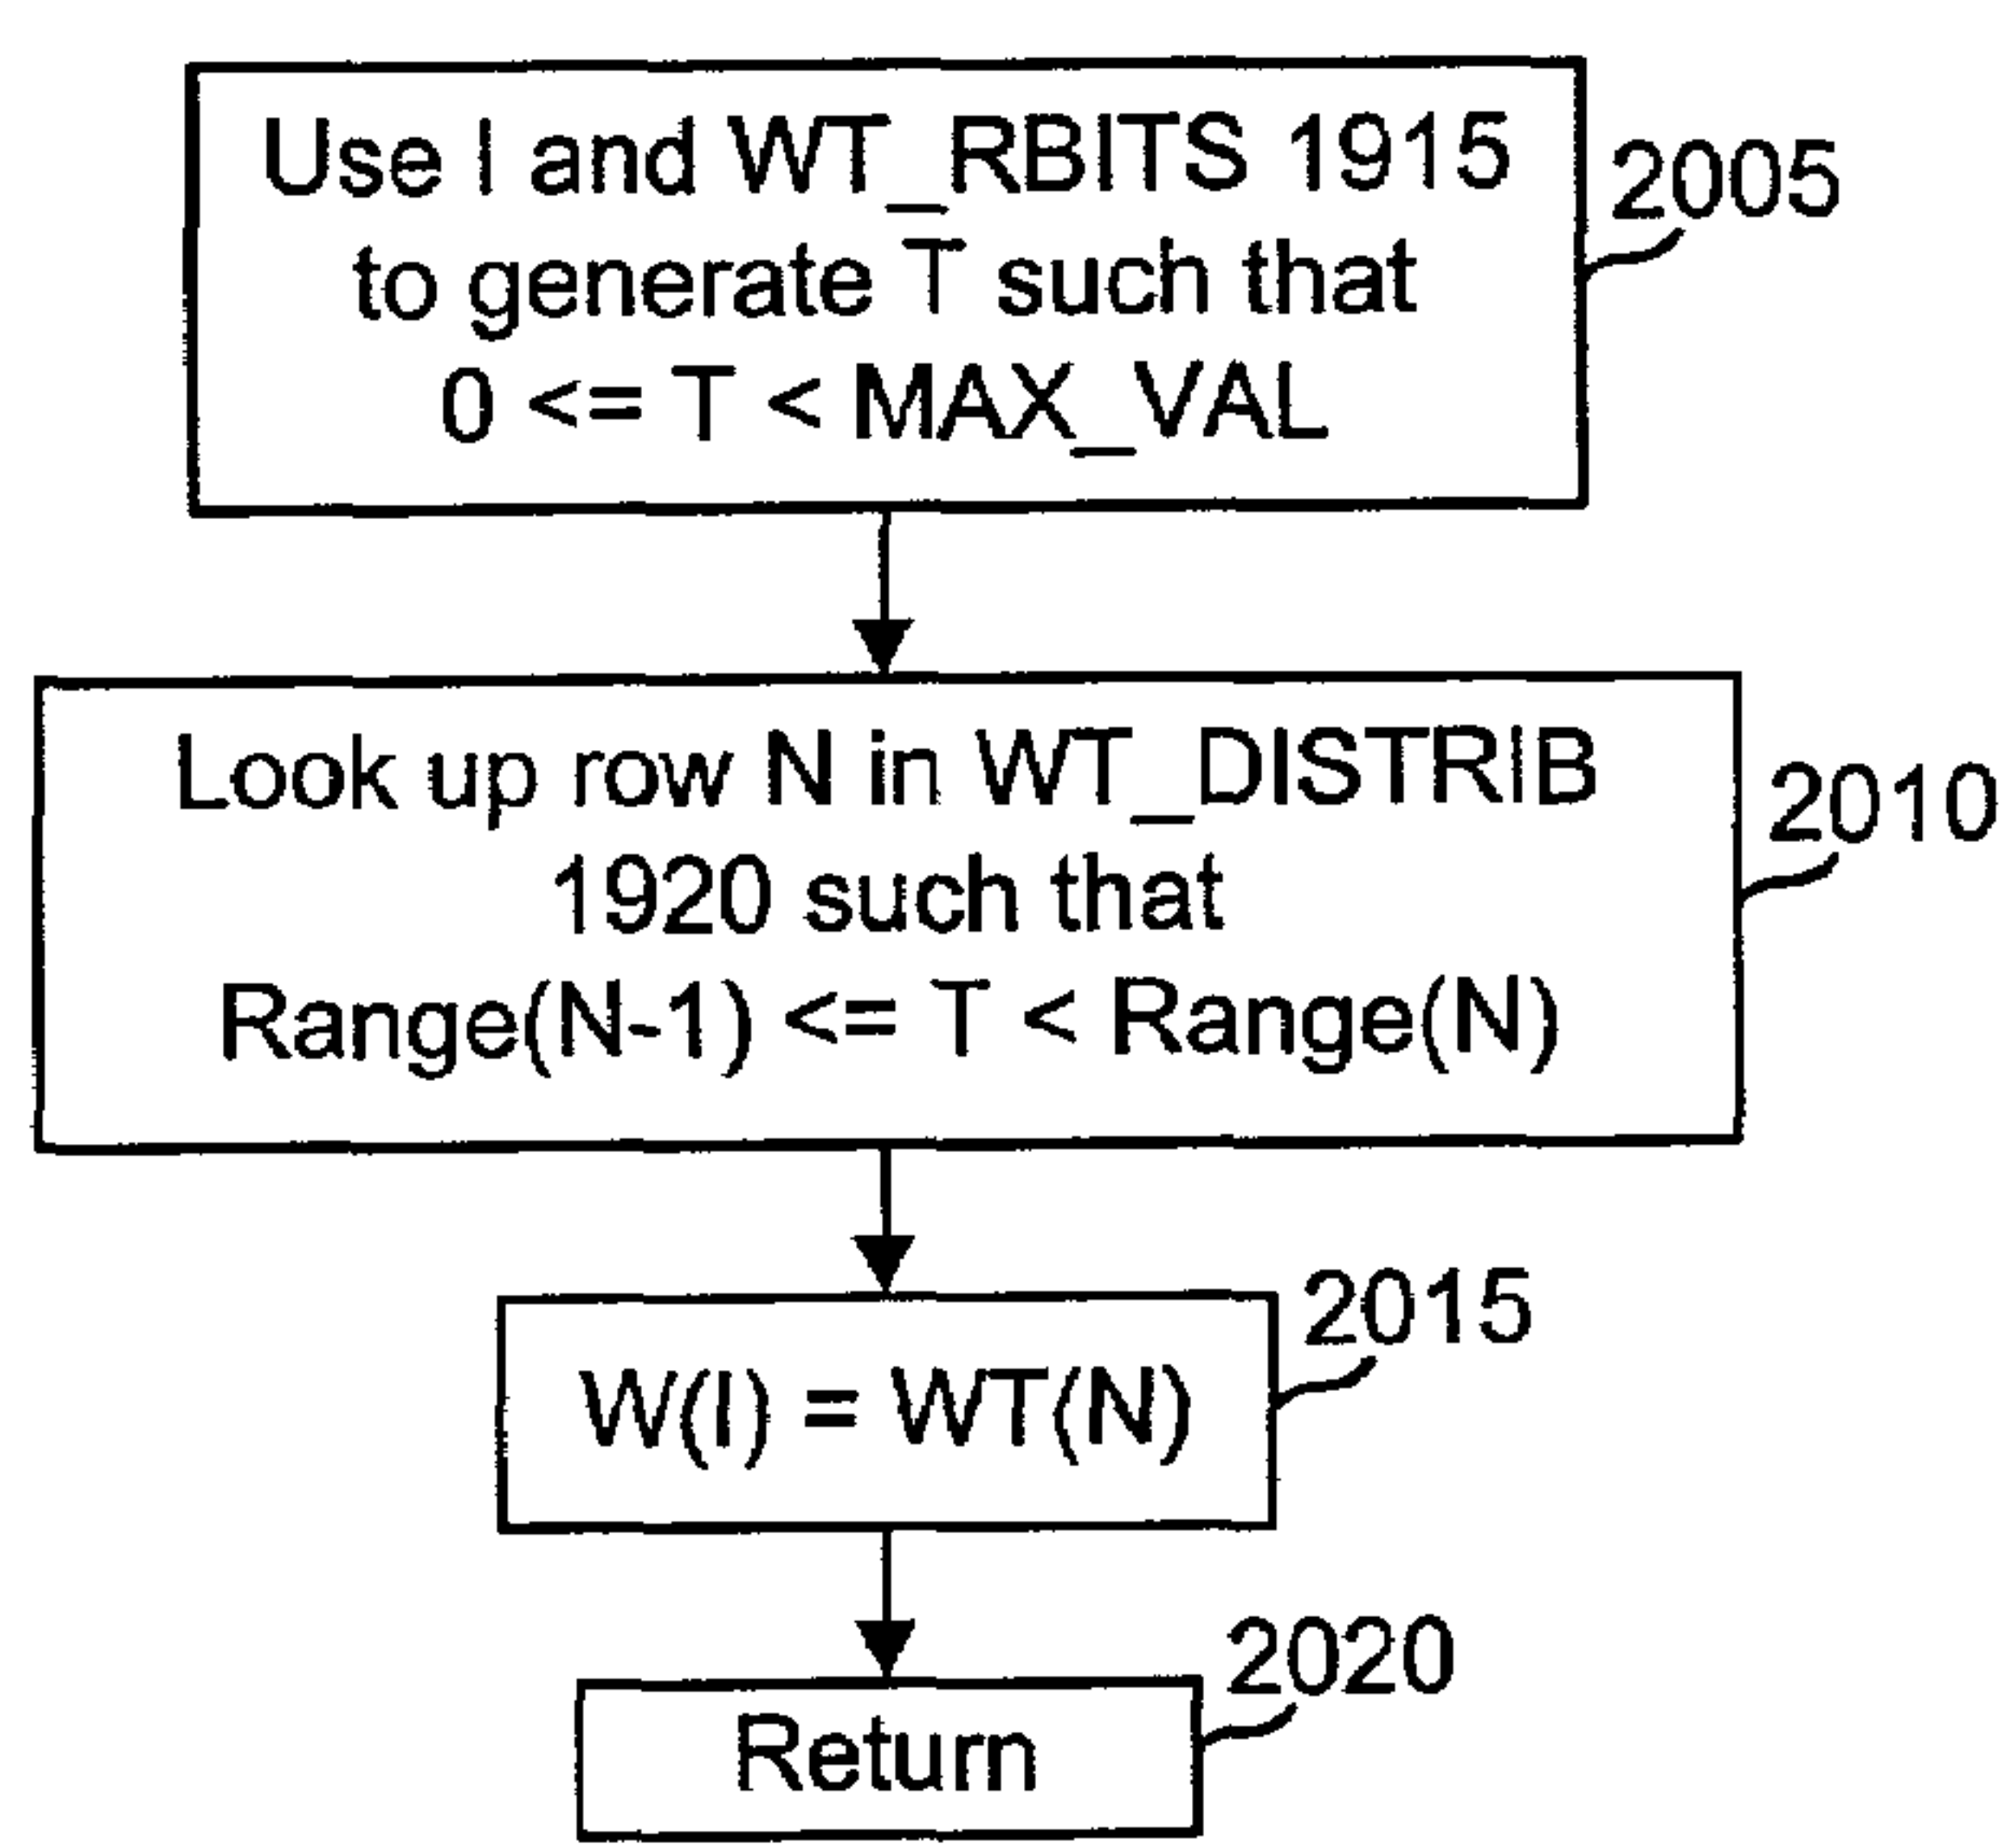 Use I and WT_RBITS 1915
to generate T such that
0 <= T < MAX_VAL
2005
Look up row N in WT_DISTRIB
1920 such that
Range(N-1) <= T < Range(N)
2010
W(I) = WT(N)
2015
Return
2020